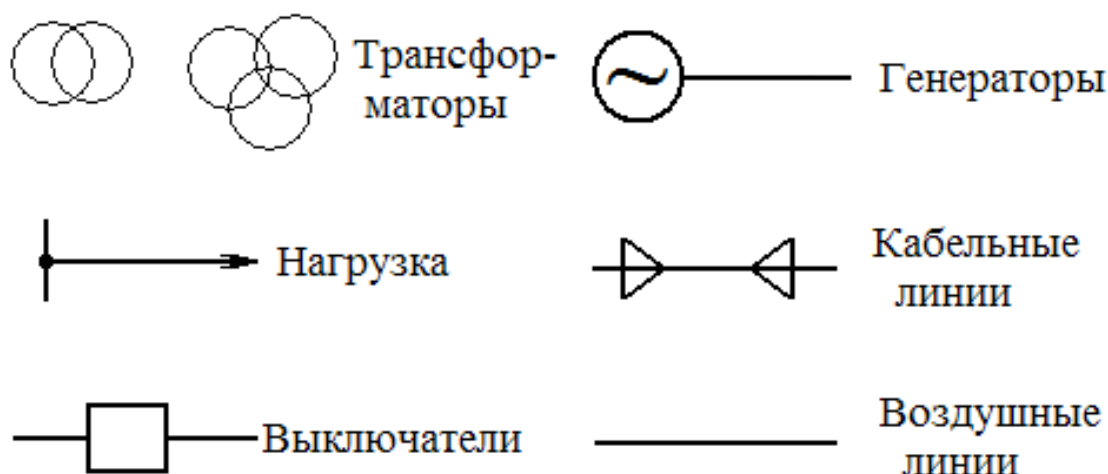 Трансфор-
маторы
Генераторы
Нагрузка
Кабельные
линии
Выключатели
Воздушные
линии